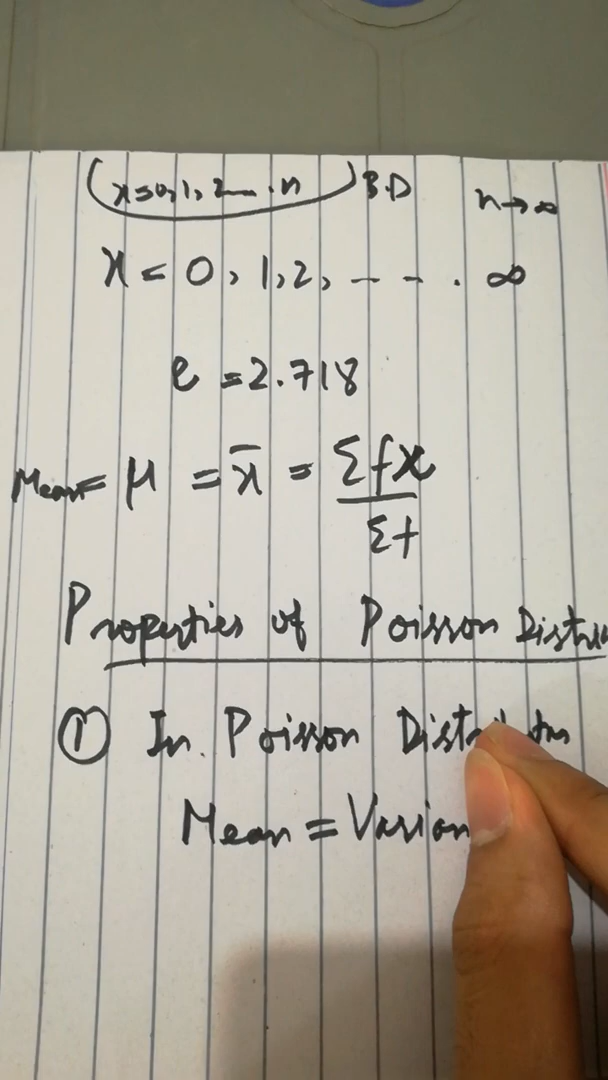 (x=0,1,2---.n) B.D n→∞
x = 0, 1, 2, - - - . ∞
e = 2.718
Mean = μ = x̄ = Σfx / Σf
Properties of Poisson
① In. Poisson
Mean =